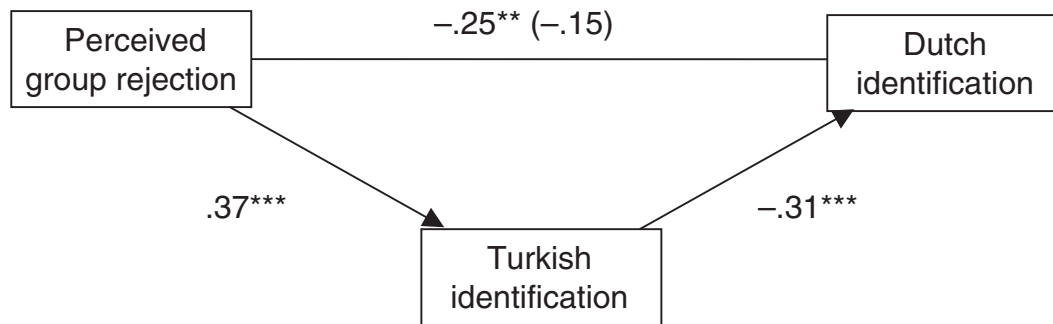 –.25** (–.15)
Perceived
group rejection
Dutch
identification
.37***
–.31***
Turkish
identification